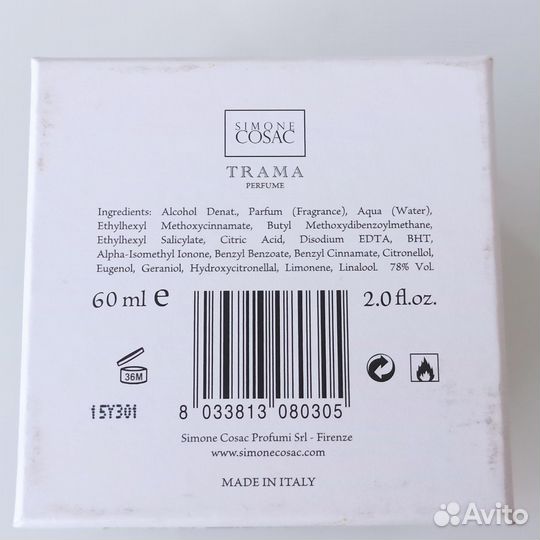 SIMONE
COSAC
TRAMA
PERFUME
Ingredients: Alcohol Denat., Parfum (Fragrance), Aqua (Water),
Ethylhexyl Methoxycinnamate, Butyl Methoxydibenzoylmethane,
Ethylhexyl Salicylate, Citric Acid, Disodium EDTA, BHT,
Alpha-Isomethyl Ionone, Benzyl Benzoate, Benzyl Cinnamate, Citronellol,
Eugenol, Geraniol, Hydroxycitronellal, Limonene, Linalool. 78% Vol.
60 ml e 2.0 fl.oz.
36M
15Y301
8 033813 080305
Simone Cosac Profumi Srl - Firenze
www.simonecosac.com
MADE IN ITALY
Avito